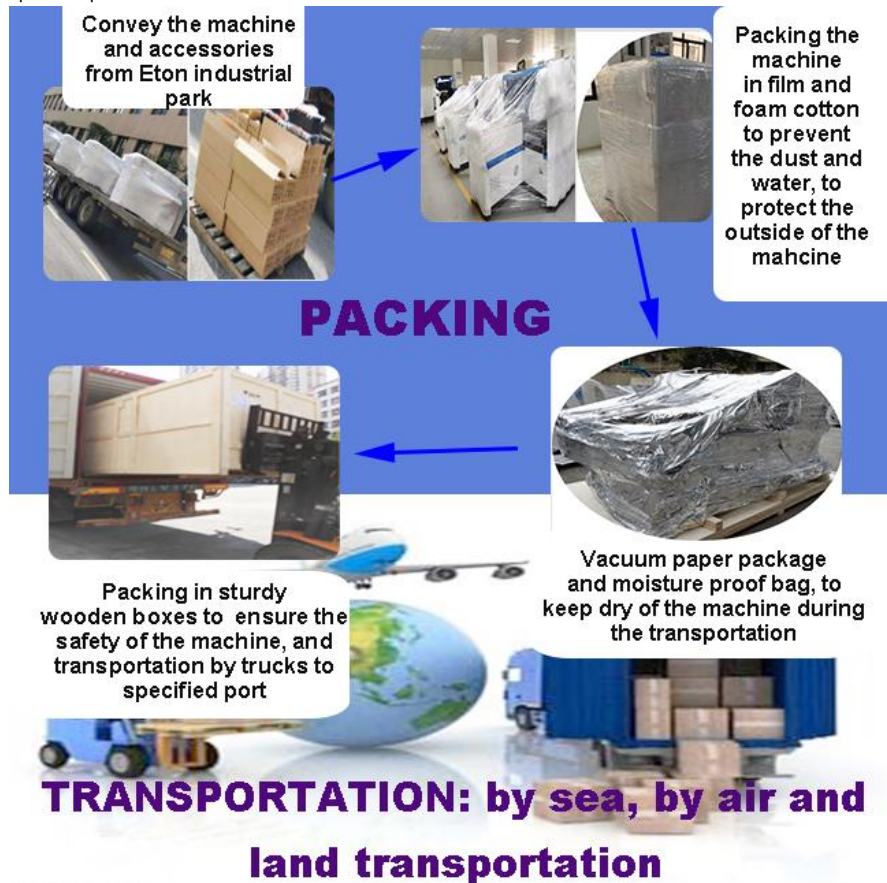 Convey the machine
and accessories
from Eton industrial
park
Packing the
machine
in film and
foam cotton
to prevent
the dust and
water, to
protect the
outside of the
mahcine
PACKING
Vacuum paper package
and moisture proof bag, to
keep dry of the machine during
the transportation
Packing in sturdy
wooden boxes to ensure the
safety of the machine, and
transportation by trucks to
specified port
TRANSPORTATION: by sea, by air and
land transportation